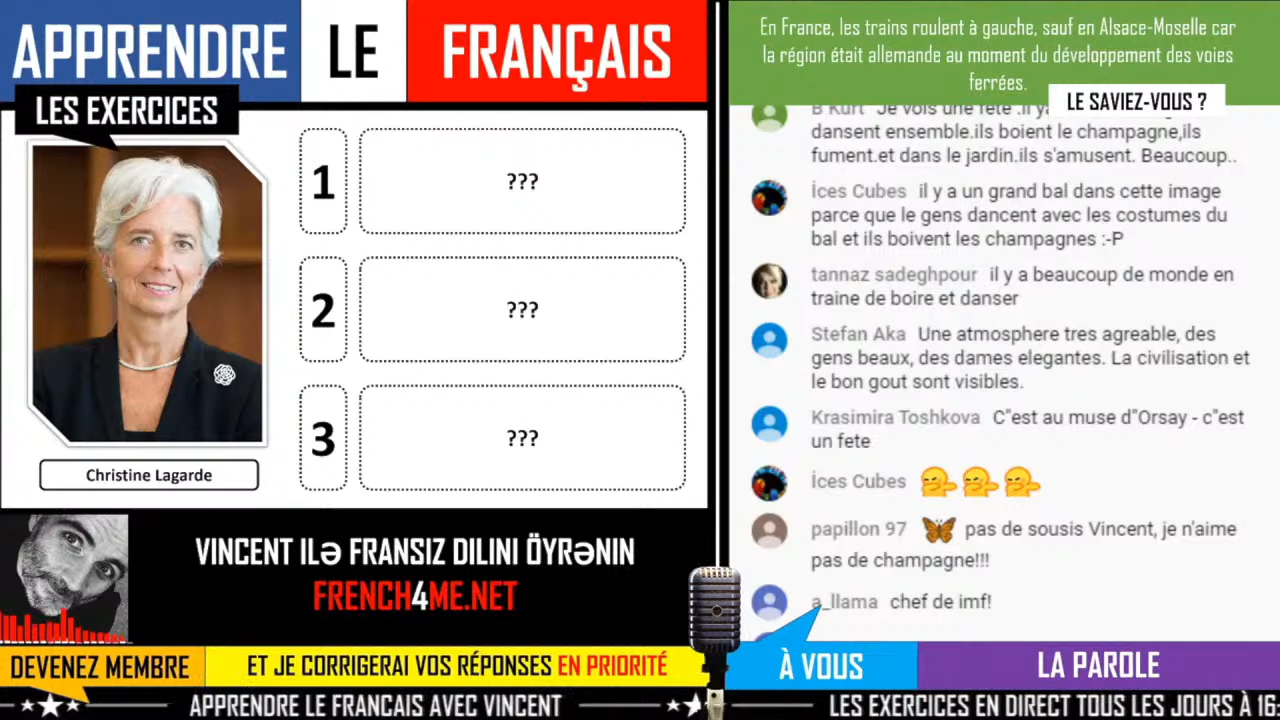 APPRENDRE LE FRANÇAIS
LES EXERCICES
1
???
2
???
3
???
Christine Lagarde
VINCENT ILƏ FRANSIZ DILINI ÖYRƏNIN
FRENCH4ME.NET
DEVENEZ MEMBRE
ET JE CORRIGERAI VOS RÉPONSES EN PRIORITÉ
En France, les trains roulent à gauche, sauf en Alsace-Moselle car
la région était allemande au moment du développement des voies
ferrées.
LE SAVIEZ-VOUS ?
B Kurt Je vois une fete .il y
dansent ensemble.ils boient le champagne,ils
fument.et dans le jardin.ils s'amusent. Beaucoup..
İces Cubes il y a un grand bal dans cette image
parce que le gens dancent avec les costumes du
bal et ils boivent les champagnes :-P
tannaz sadeghpour il y a beaucoup de monde en
traine de boire et danser
Stefan Aka Une atmosphere tres agreable, des
gens beaux, des dames elegantes. La civilisation et
le bon gout sont visibles.
Krasimira Toshkova C"est au muse d"Orsay - c"est
un fete
İces Cubes
papillon 97 pas de sousis Vincent, je n'aime
pas de champagne!!!
a_llama chef de imf!
À VOUS
LA PAROLE
APPRENDRE LE FRANCAIS AVEC VINCENT
LES EXERCICES EN DIRECT TOUS LES JOURS À 16: